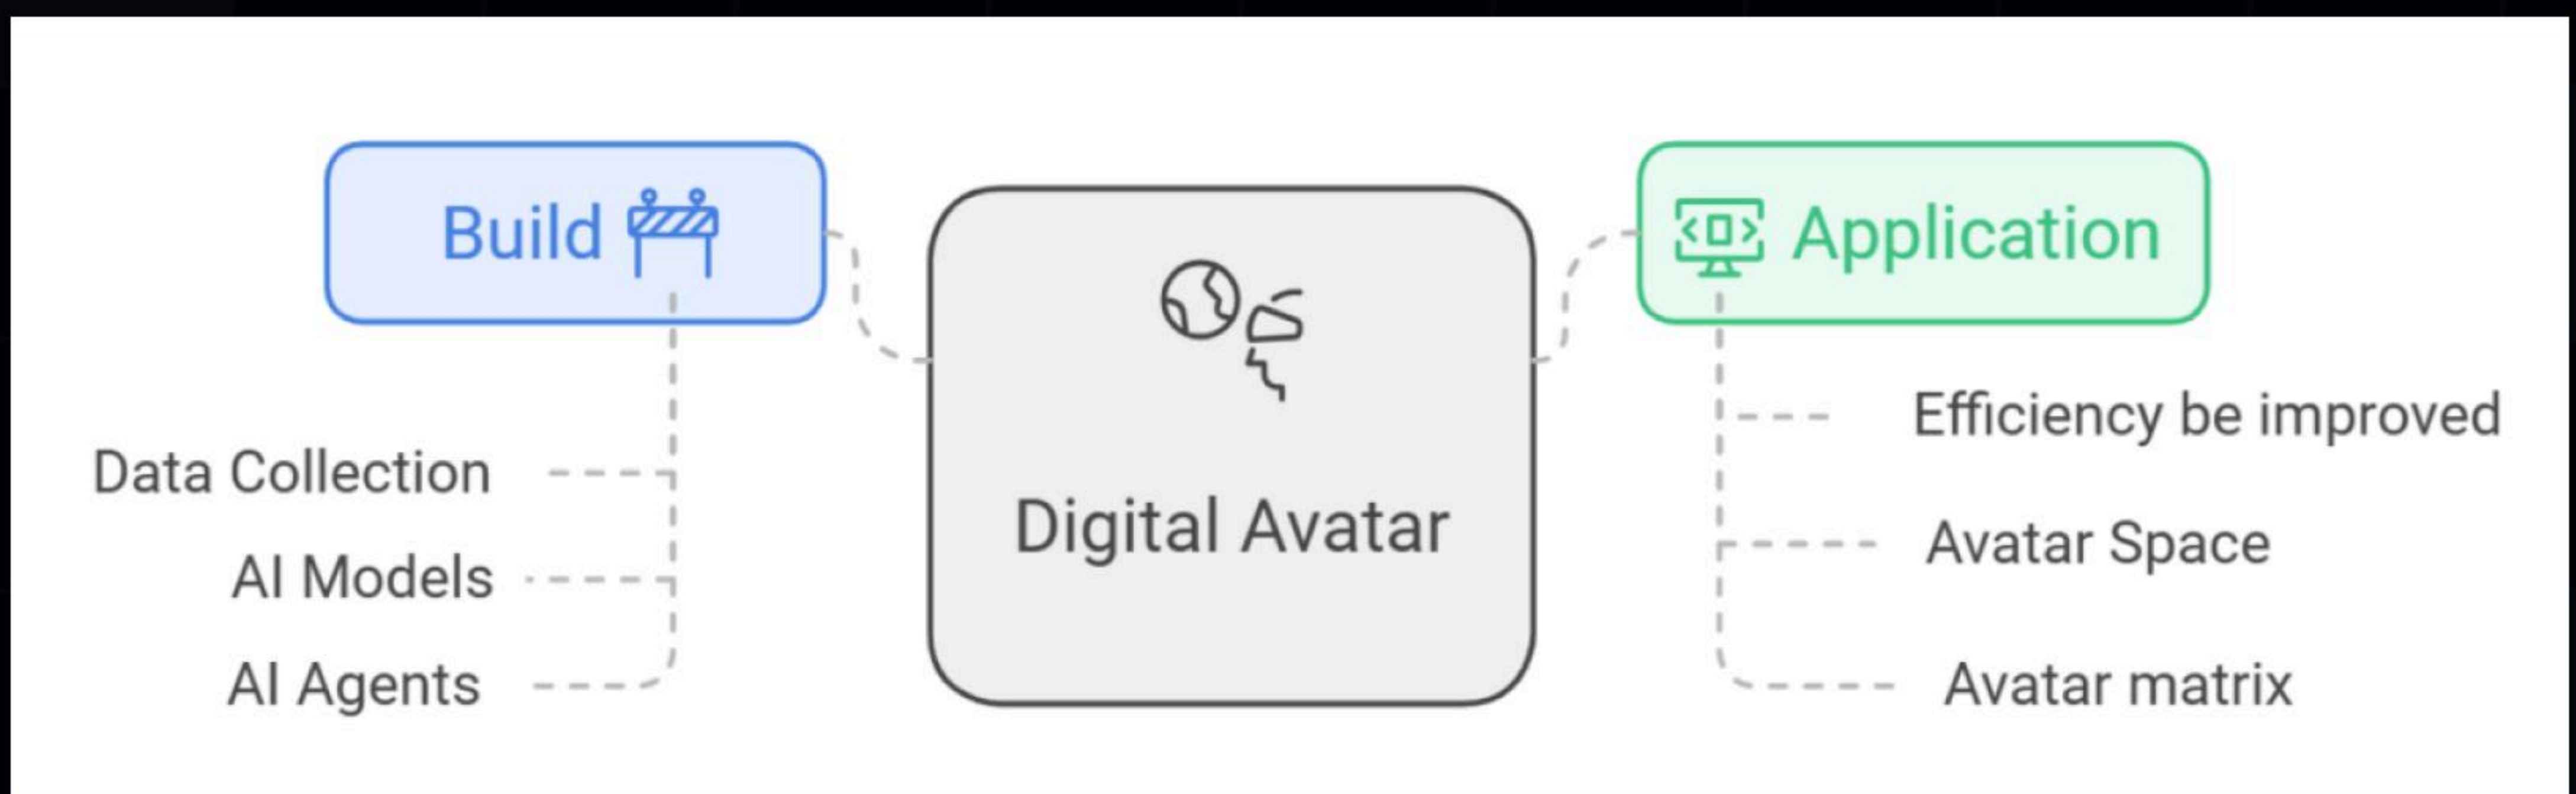 Build
Data Collection
AI Models
AI Agents
Digital Avatar
Application
Efficiency be improved
Avatar Space
Avatar matrix